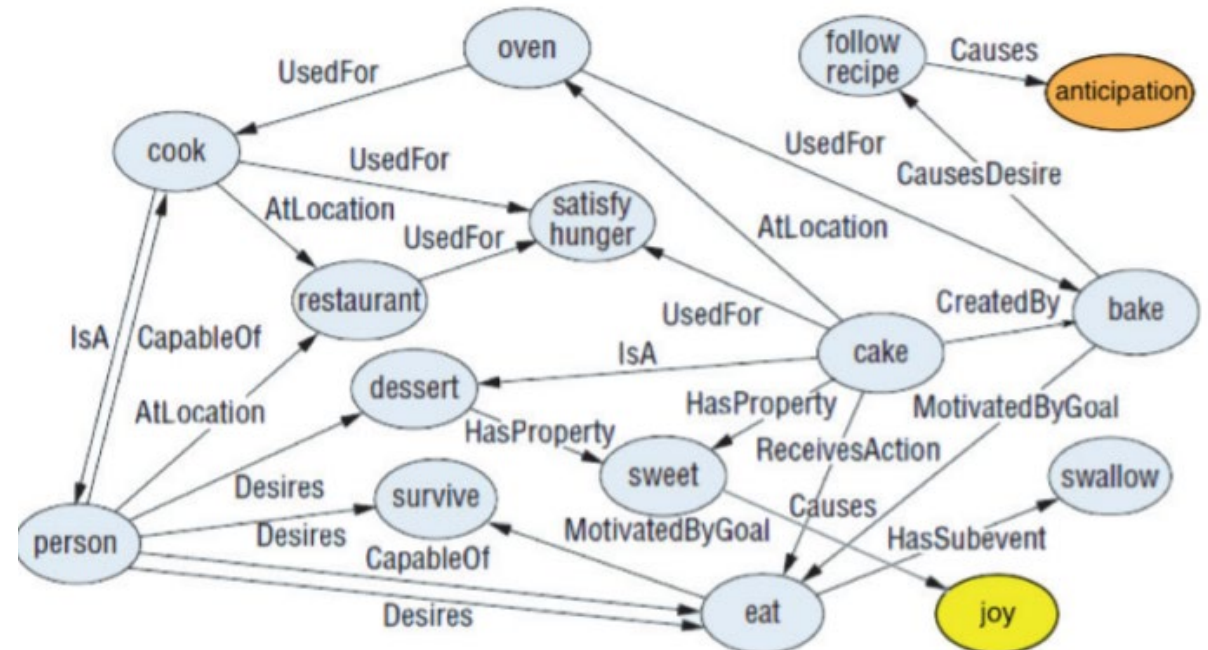 oven
follow
recipe
Causes
anticipation
UsedFor
cook
UsedFor
UsedFor
CausesDesire
AtLocation
satisfy
hunger
UsedFor
AtLocation
restaurant
IsA
CapableOf
UsedFor
CreatedBy
bake
IsA
cake
dessert
AtLocation
HasProperty
MotivatedByGoal
HasProperty
ReceivesAction
sweet
swallow
Desires
survive
Causes
person
Desires
MotivatedByGoal
HasSubevent
CapableOf
Desires
eat
joy